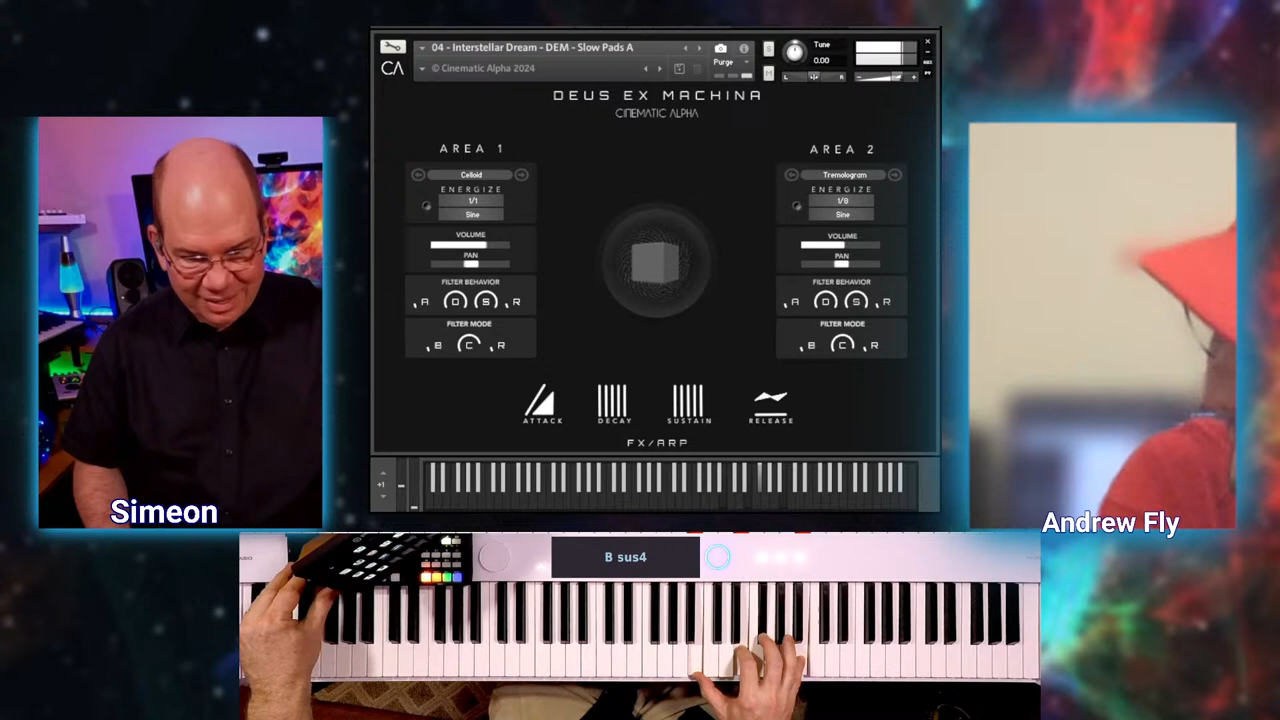 04 - Interstellar Dream - DEM - Slow Pads A
CA
© Cinematic Alpha 2024
Purge
S
M
Tune
0.00
L
R
DEUS EX MACHINA
CINEMATIC ALPHA
AREA 1
Celloid
ENERGIZE
1/1
Sine
VOLUME
PAN
FILTER BEHAVIOR
A D S R
FILTER MODE
B C R
AREA 2
Tremologram
ENERGIZE
1/8
Sine
VOLUME
PAN
FILTER BEHAVIOR
A D S R
FILTER MODE
B C R
ATTACK
DECAY
SUSTAIN
RELEASE
FX/ARP
+1
Simeon
Andrew Fly
B sus4